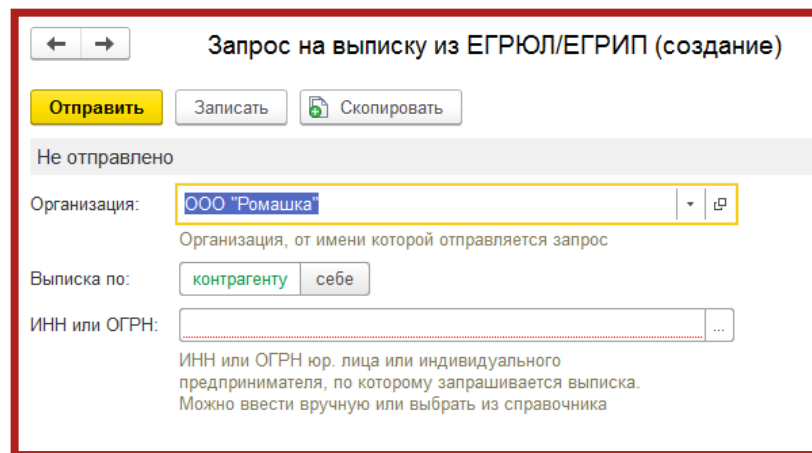 Запрос на выписку из ЕГРЮЛ/ЕГРИП (создание)
Отправить Записать Скопировать
Не отправлено
Организация: ООО "Ромашка"
Организация, от имени которой отправляется запрос
Выписка по: контрагенту себе
ИНН или ОГРН: ...
ИНН или ОГРН юр. лица или индивидуального
предпринимателя, по которому запрашивается выписка.
Можно ввести вручную или выбрать из справочника